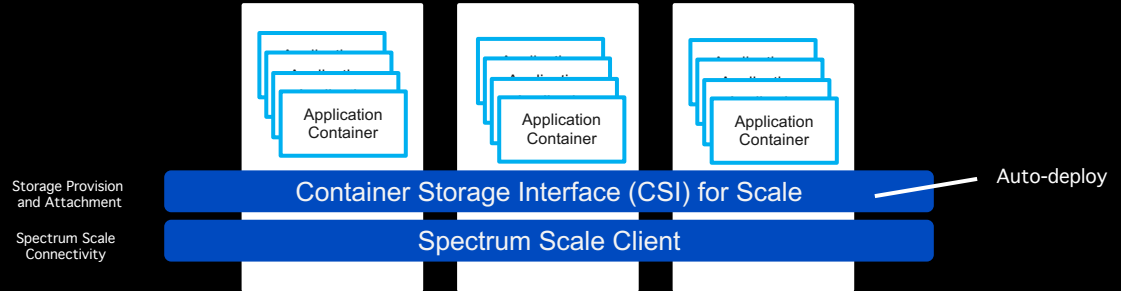 Application
Container
Application
Container
Application
Container
Storage Provision
and Attachment
Container Storage Interface (CSI) for Scale
Auto-deploy
Spectrum Scale
Connectivity
Spectrum Scale Client